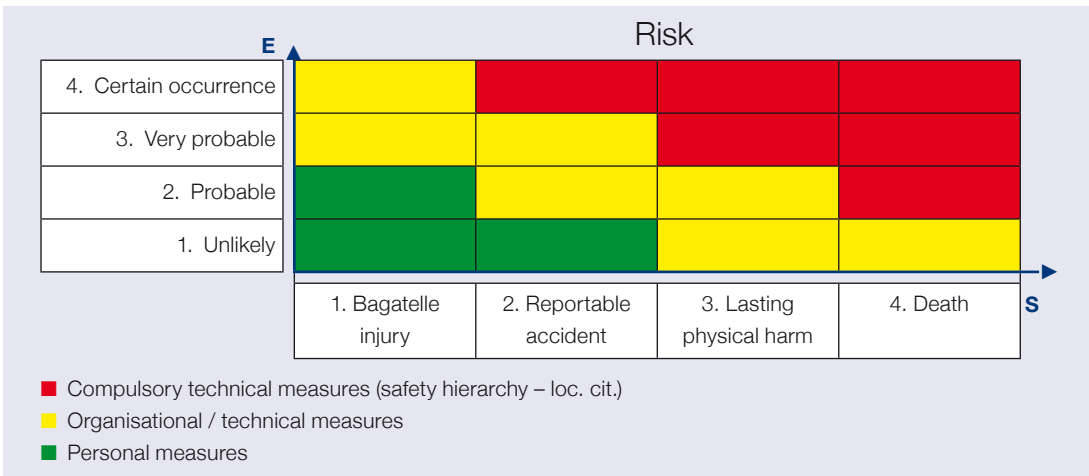 Risk
E
4. Certain occurrence
3. Very probable
2. Probable
1. Unlikely
1. Bagatelle
injury
2. Reportable
accident
3. Lasting
physical harm
4. Death
S
Compulsory technical measures (safety hierarchy – loc. cit.)
Organisational / technical measures
Personal measures